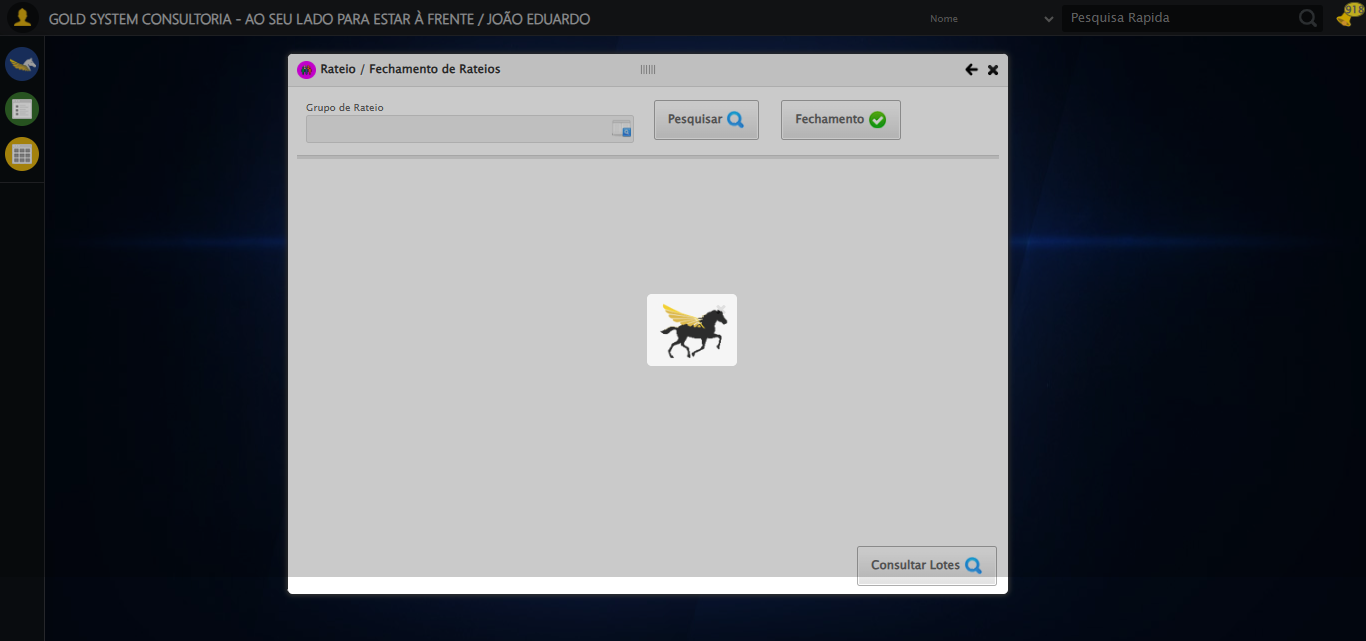 GOLD SYSTEM CONSULTORIA - AO SEU LADO PARA ESTAR À FRENTE / JOÃO EDUARDO
Nome
Pesquisa Rapida
918
Rateio / Fechamento de Rateios
Grupo de Rateio
Pesquisar
Fechamento
Consultar Lotes